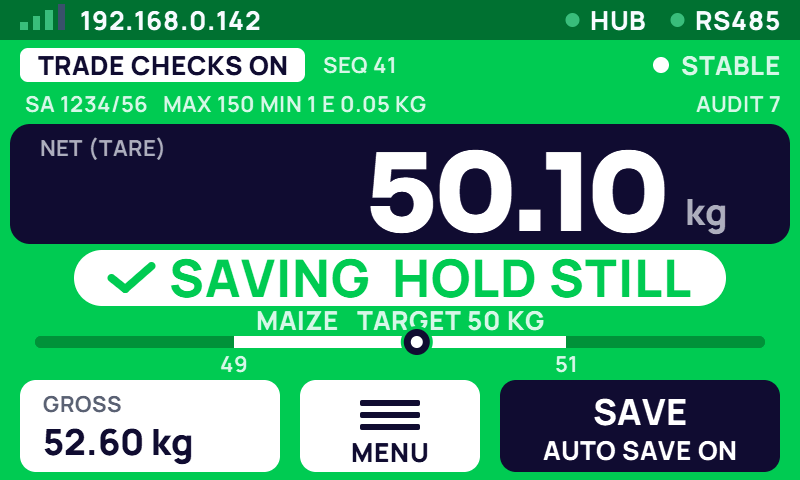 192.168.0.142 HUB RS485
TRADE CHECKS ON SEQ 41 STABLE
SA 1234/56 MAX 150 MIN 1 E 0.05 KG AUDIT 7
NET (TARE)
50.10 kg
SAVING HOLD STILL
MAIZE TARGET 50 KG
49 51
GROSS
52.60 kg
MENU
SAVE
AUTO SAVE ON